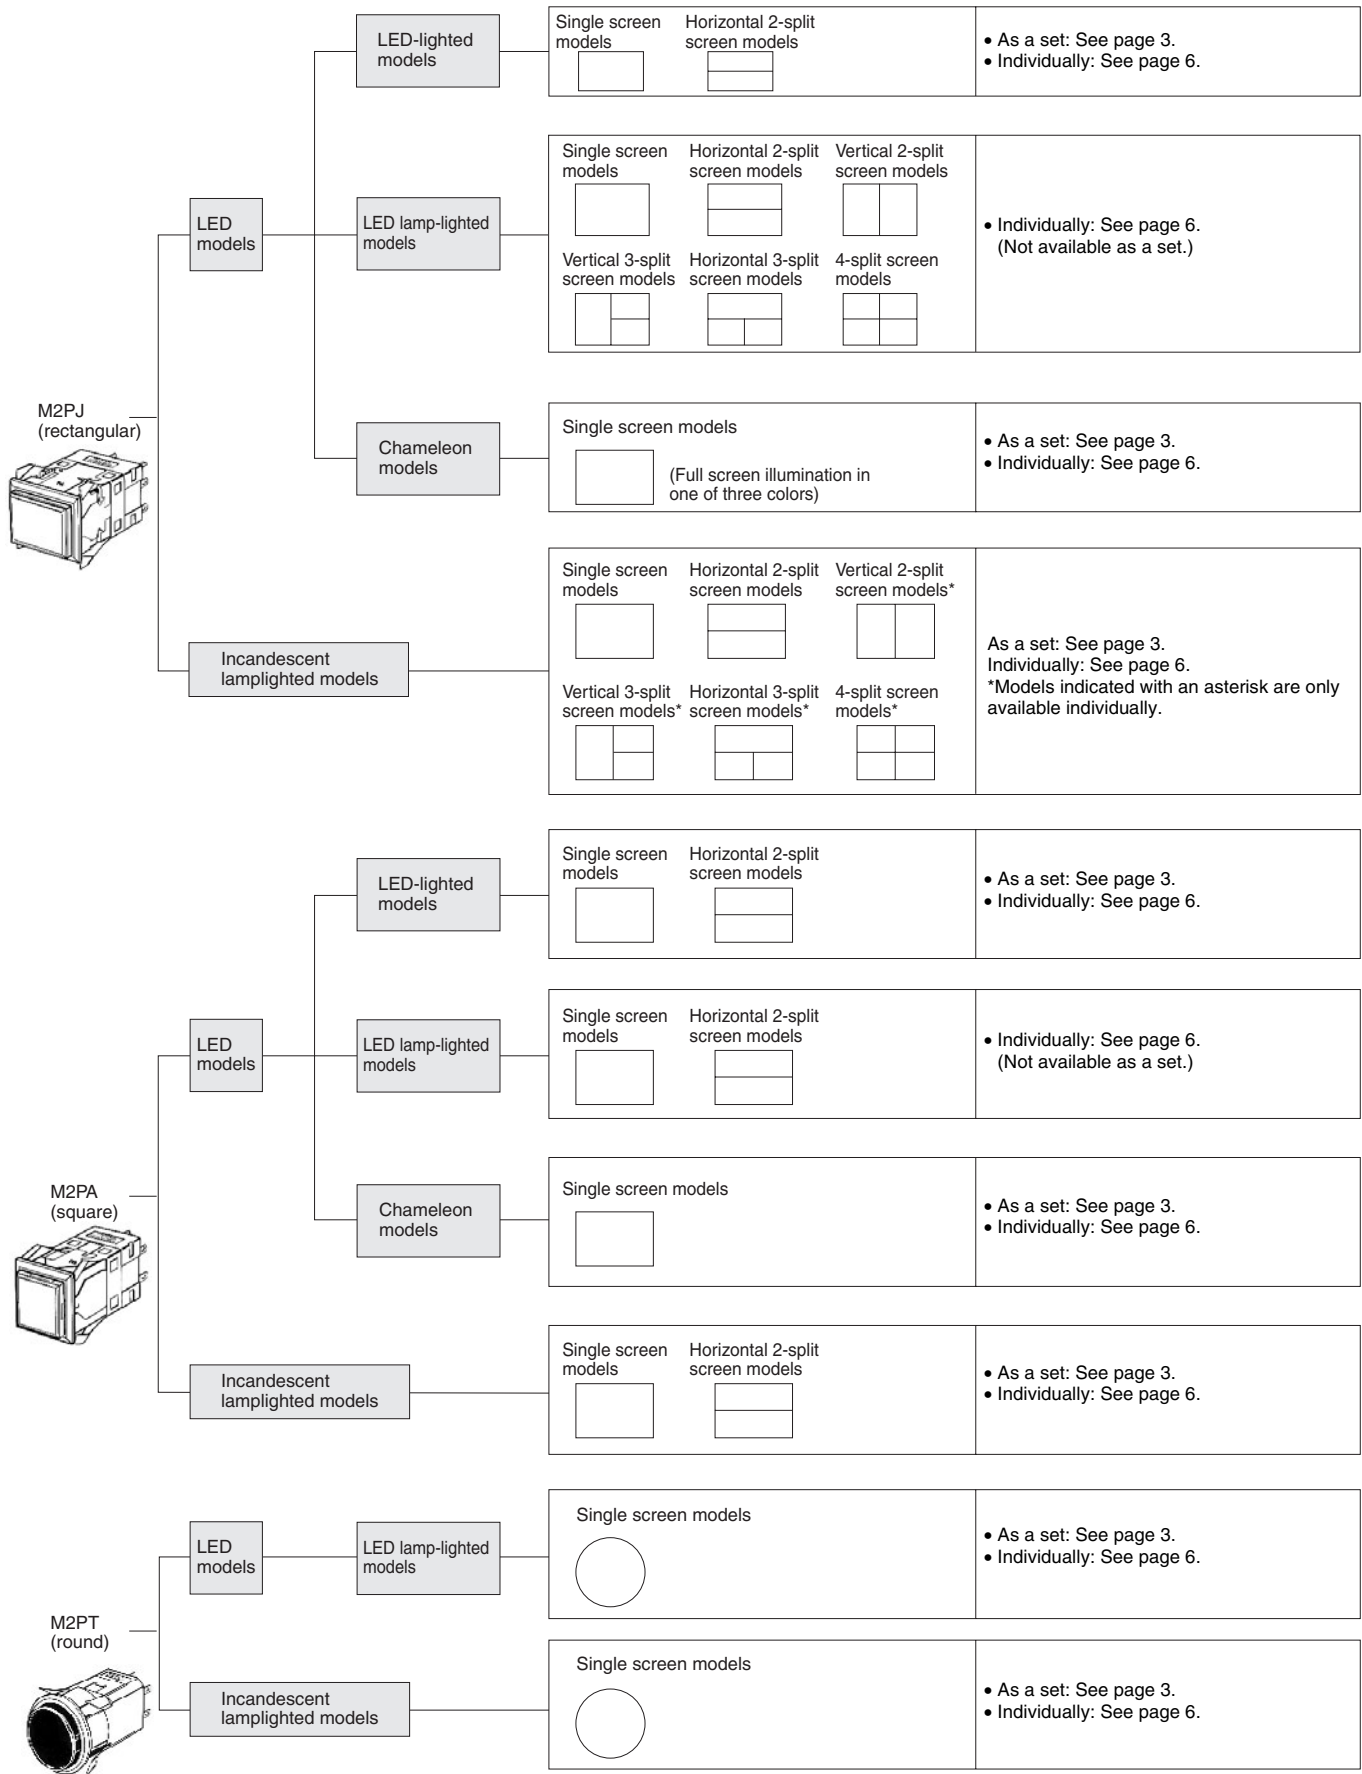 Single screen
models
Horizontal 2-split
screen models
LED-lighted
models
• As a set: See page 3.
• Individually: See page 6.
Single screen
models
Horizontal 2-split
screen models
Vertical 2-split
screen models
LED
models
LED lamp-lighted
models
• Individually: See page 6.
(Not available as a set.)
Vertical 3-split
screen models
Horizontal 3-split
screen models
4-split screen
models
M2PJ
(rectangular)
Chameleon
models
Single screen models
(Full screen illumination in
one of three colors)
• As a set: See page 3.
• Individually: See page 6.
Incandescent
lamplighted models
Single screen
models
Horizontal 2-split
screen models
Vertical 2-split
screen models*
Vertical 3-split
screen models*
Horizontal 3-split
screen models*
4-split screen
models*
As a set: See page 3.
Individually: See page 6.
*Models indicated with an asterisk are only
available individually.
LED-lighted
models
Single screen
models
Horizontal 2-split
screen models
• As a set: See page 3.
• Individually: See page 6.
LED
models
LED lamp-lighted
models
Single screen
models
Horizontal 2-split
screen models
• Individually: See page 6.
(Not available as a set.)
M2PA
(square)
Chameleon
models
Single screen models
• As a set: See page 3.
• Individually: See page 6.
Incandescent
lamplighted models
Single screen
models
Horizontal 2-split
screen models
• As a set: See page 3.
• Individually: See page 6.
LED
models
LED lamp-lighted
models
Single screen models
• As a set: See page 3.
• Individually: See page 6.
M2PT
(round)
Incandescent
lamplighted models
Single screen models
• As a set: See page 3.
• Individually: See page 6.